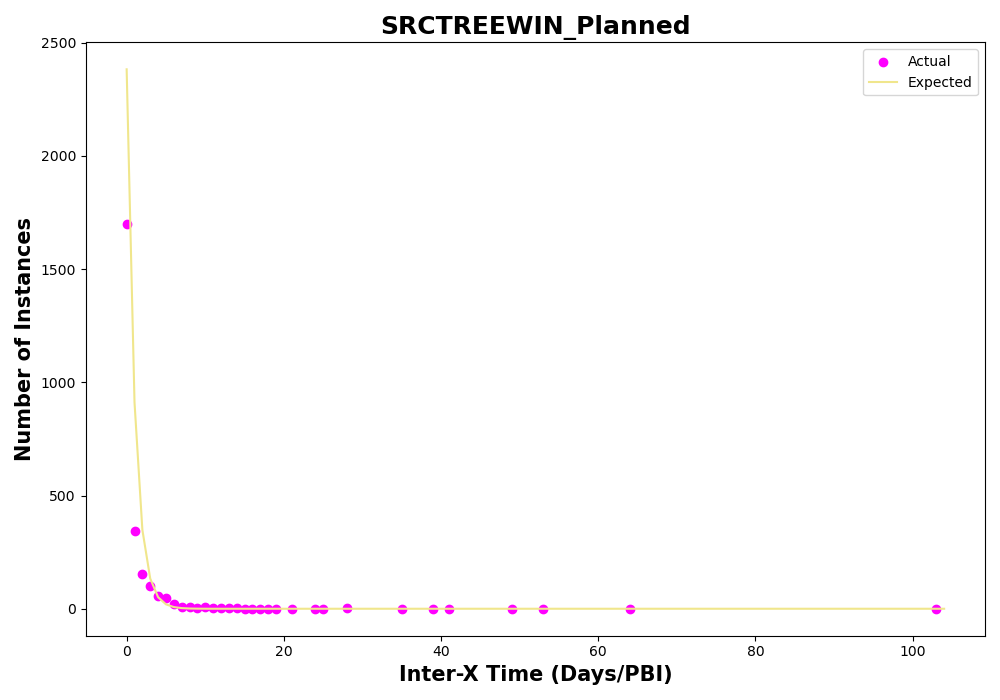 SRCTREEWIN_Planned
2500
2000
1500
1000
500
0
Number of Instances
Actual
Expected
0 20 40 60 80 100
Inter-X Time (Days/PBI)